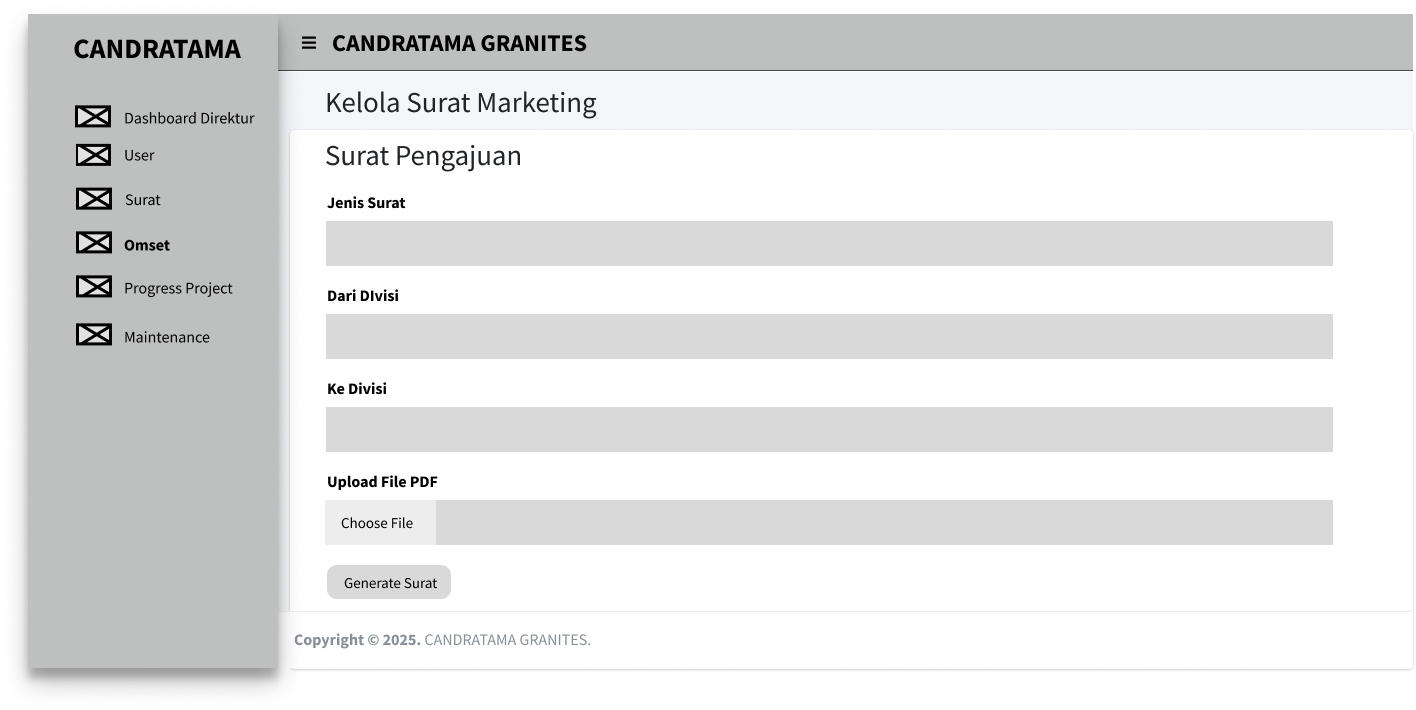 CANDRATAMA
Dashboard Direktur
User
Surat
Omset
Progress Project
Maintenance
CANDRATAMA GRANITES
Kelola Surat Marketing
Surat Pengajuan
Jenis Surat
Dari DIvisi
Ke Divisi
Upload File PDF
Choose File
Generate Surat
Copyright © 2025. CANDRATAMA GRANITES.